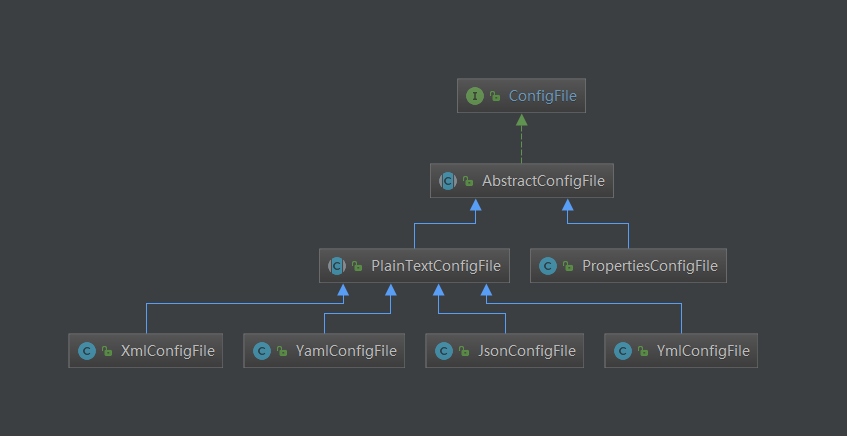 I ConfigFile
C AbstractConfigFile
C PlainTextConfigFile
C PropertiesConfigFile
C XmlConfigFile
C YamlConfigFile
C JsonConfigFile
C YmlConfigFile